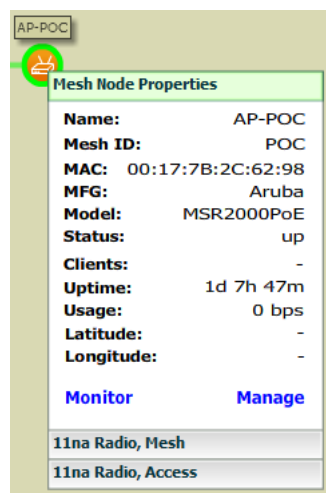 AP-POC
Mesh Node Properties
Name: AP-POC
Mesh ID: POC
MAC: 00:17:7B:2C:62:98
MFG: Aruba
Model: MSR2000PoE
Status: up
Clients: -
Uptime: 1d 7h 47m
Usage: 0 bps
Latitude: -
Longitude: -
Monitor Manage
11na Radio, Mesh
11na Radio, Access